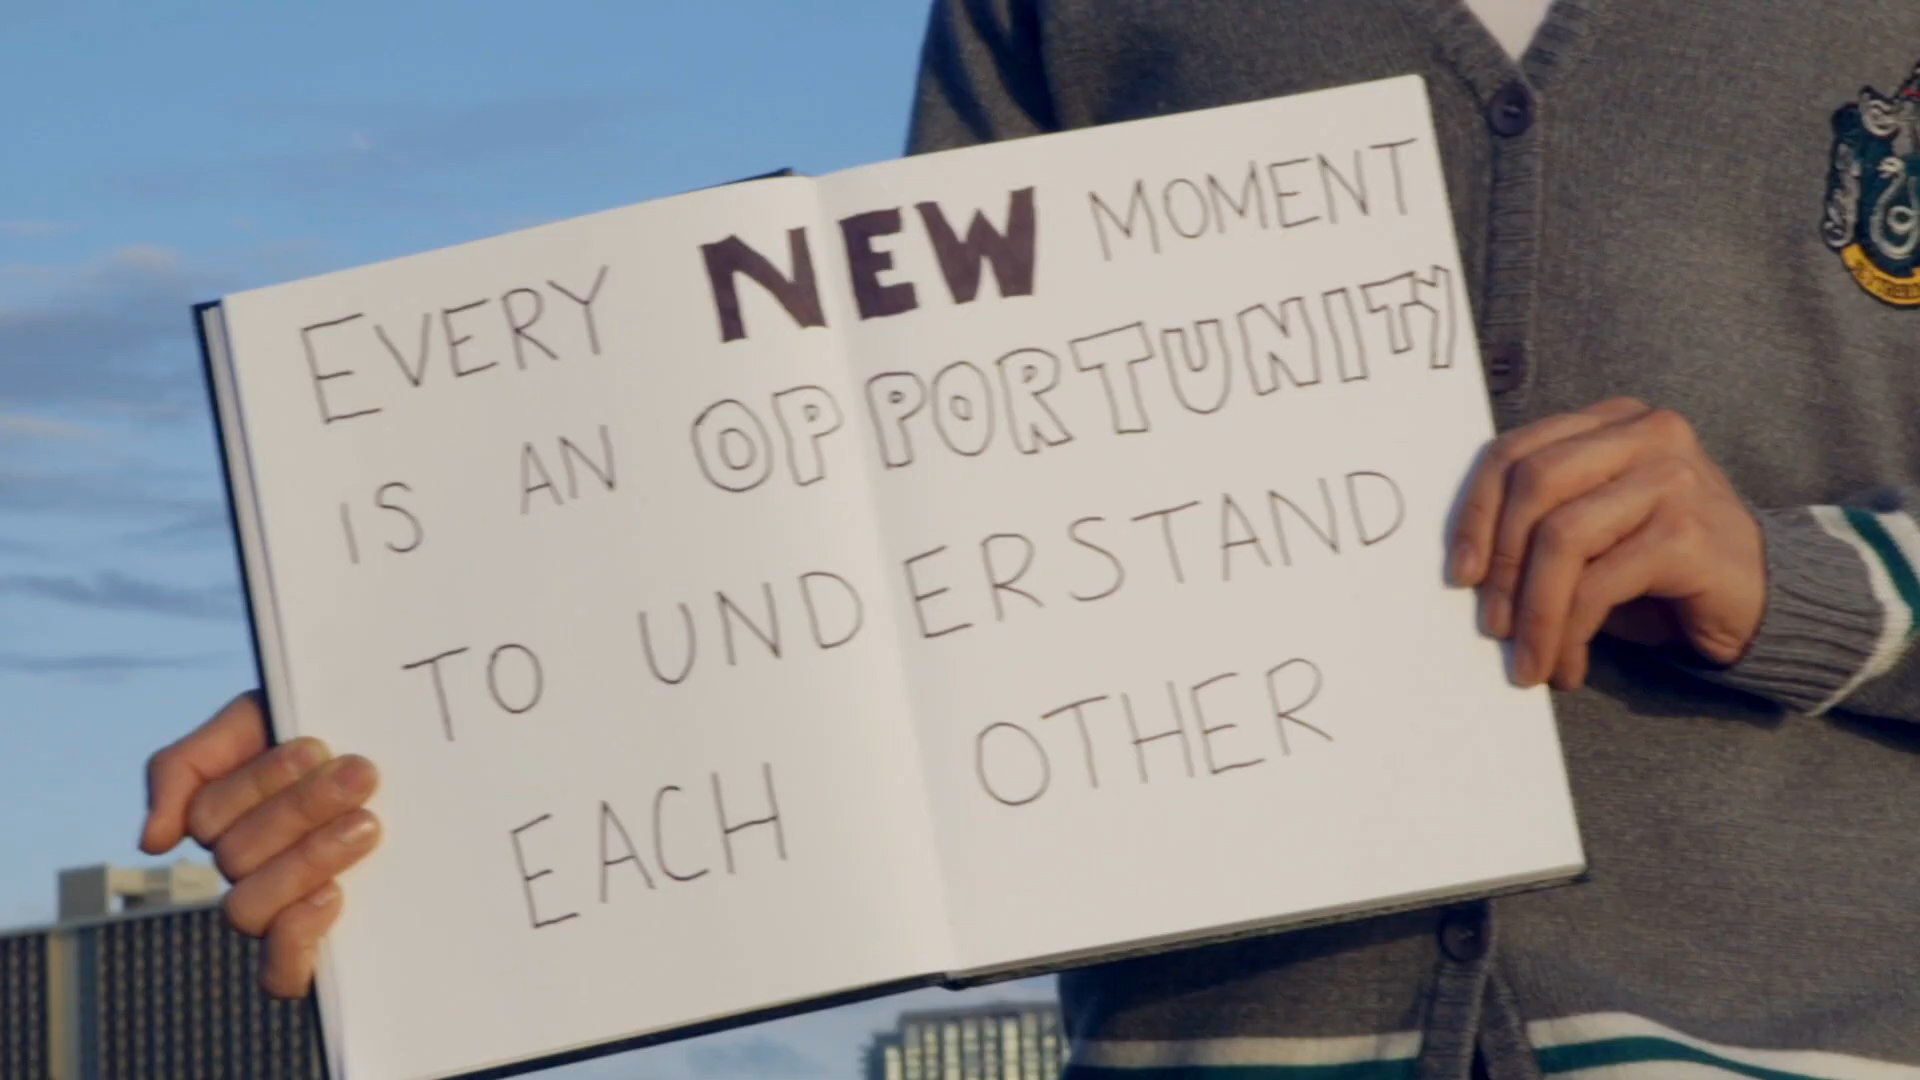 EVERY NEW MOMENT
IS AN OPPORTUNITY
TO UNDERSTAND
EACH OTHER